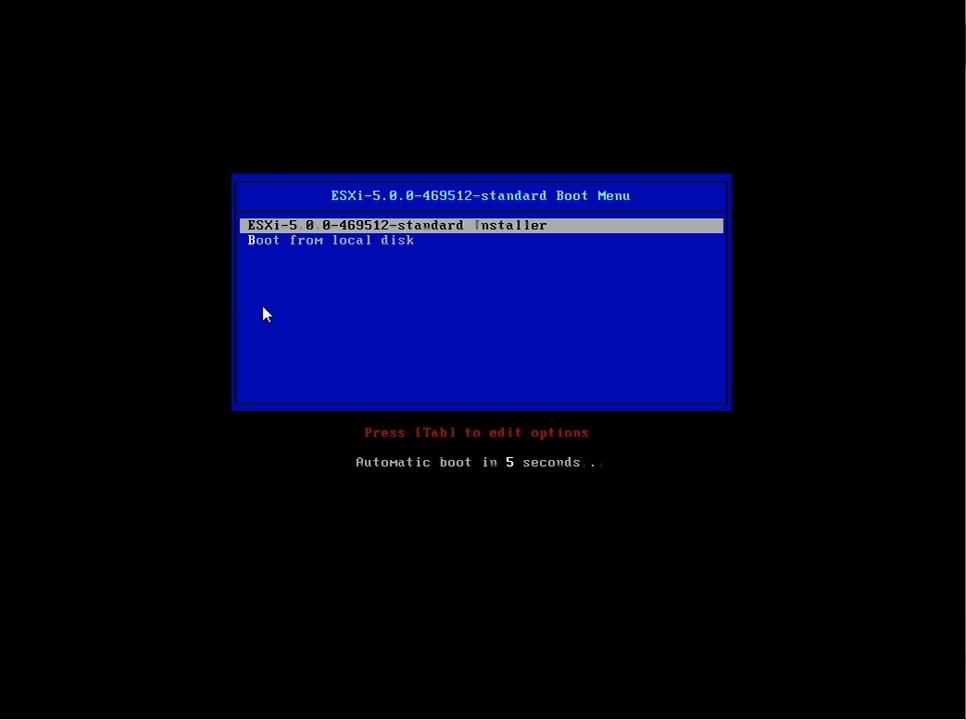 ESXi-5.0.0-469512-standard Boot Menu
ESXi-5.0.0-469512-standard Installer
Boot from local disk
Press [Tab] to edit options
Automatic boot in 5 seconds...